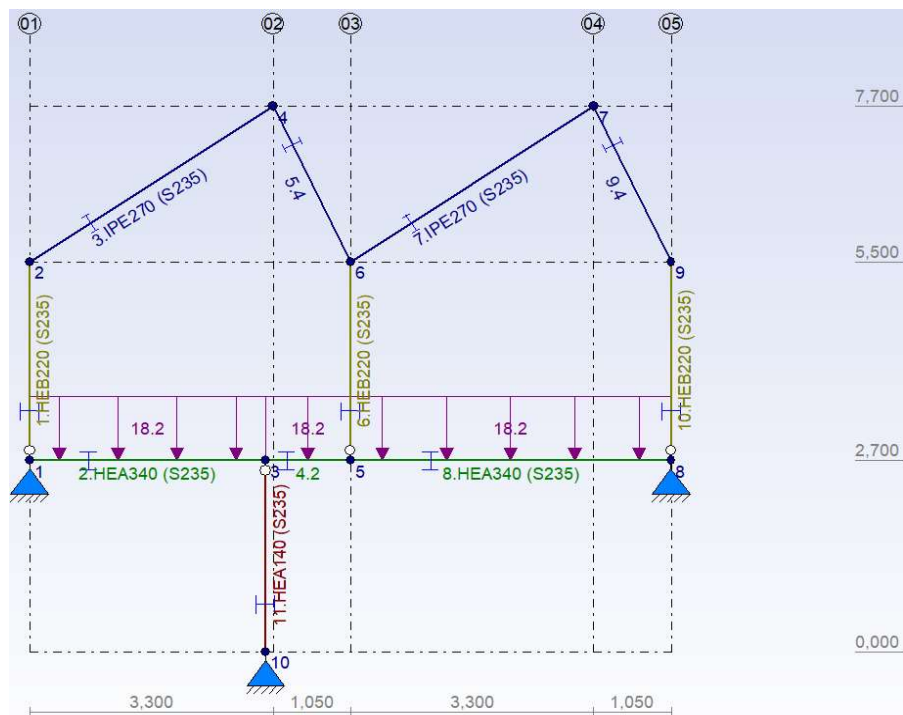 01 02 03 04 05
7,700
4 7
3.IPE270 (S235)
5.4
7.IPE270 (S235)
9.4
5,500
2 6 9
1.HEB220 (S235)
6.HEB220 (S235)
10.HEB220 (S235)
18.2 18.2 18.2
2,700
1 3 5 8
2.HEA340 (S235) 4.2 8.HEA340 (S235)
11.HEA140 (S235)
0,000
10
3,300 1,050 3,300 1,050